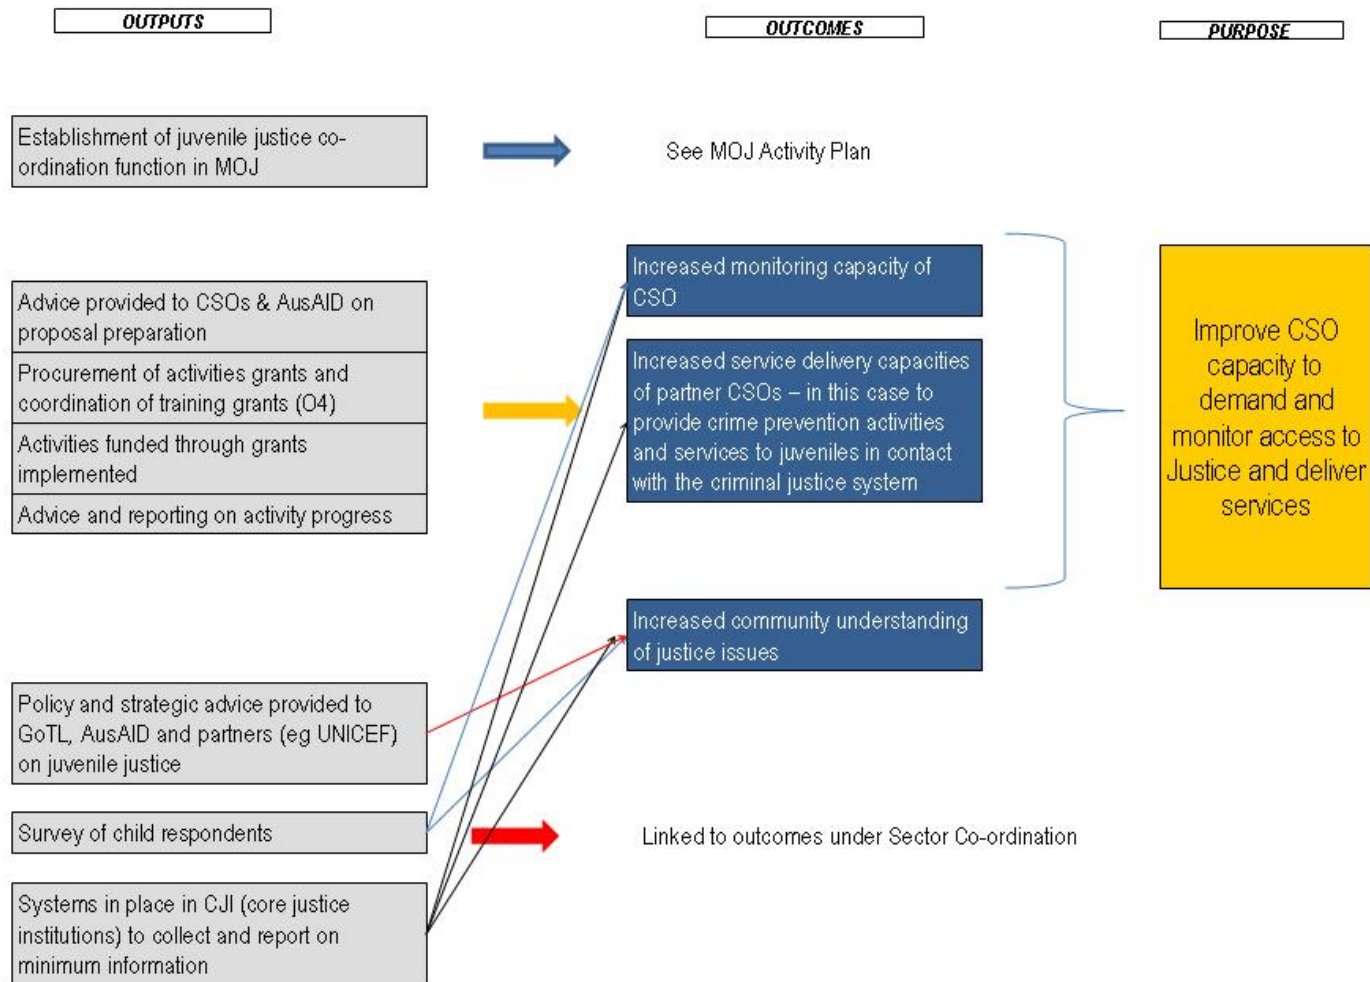 OUTPUTS
OUTCOMES
PURPOSE
Establishment of juvenile justice co-
ordination function in MOJ
See MOJ Activity Plan
Advice provided to CSOs & AusAID on
proposal preparation
Procurement of activities grants and
coordination of training grants (O4)
Activities funded through grants
implemented
Advice and reporting on activity progress
Increased monitoring capacity of
CSO
Increased service delivery capacities
of partner CSOs – in this case to
provide crime prevention activities
and services to juveniles in contact
with the criminal justice system
Increased community understanding
of justice issues
Improve CSO
capacity to
demand and
monitor access to
Justice and deliver
services
Policy and strategic advice provided to
GoTL, AusAID and partners (eg UNICEF)
on juvenile justice
Survey of child respondents
Linked to outcomes under Sector Co-ordination
Systems in place in CJI (core justice
institutions) to collect and report on
minimum information